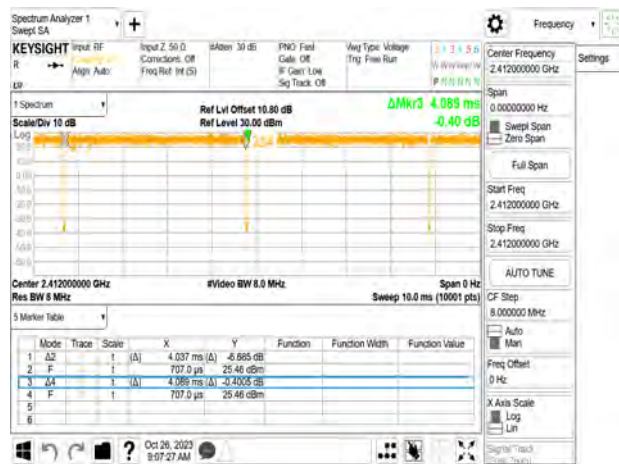 Spectrum Analyzer 1
Swept SA
Frequency
KEYSIGHT
Input: RF
Input Z: 50 Ω
#Atten: 30 dB
PNO: Fast
Avg Type: Voltage
R
Corrections: Off
Gate: Off
Trig: Free Run
Align: Auto
Freq Ref: Int (S)
IF Gain: Low
Sig Track: Off
P N N N N N
Center Frequency
2.412000000 GHz
Settings
Span
0.00000000 Hz
Swept Span
Zero Span
Full Span
Start Freq
2.412000000 GHz
Stop Freq
2.412000000 GHz
AUTO TUNE
CF Step
8.000000 MHz
Auto
Man
Freq Offset
0 Hz
X Axis Scale
Log
Lin
1 Spectrum
Scale/Div 10 dB
Ref Lvl Offset 10.80 dB
Ref Level 30.00 dBm
ΔMkr3 4.089 ms
-0.40 dB
Log
Center 2.412000000 GHz
#Video BW 8.0 MHz
Span 0 Hz
Res BW 8 MHz
Sweep 10.0 ms (10001 pts)
5 Marker Table
Mode Trace Scale X Y Function Function Width Function Value
1 Δ2 t (Δ) 4.037 ms (Δ) -6.685 dB
2 F t 707.0 µs 25.46 dBm
3 Δ4 t (Δ) 4.089 ms (Δ) -0.4005 dB
4 F t 707.0 µs 25.46 dBm
5
6
?
Oct 26, 2023
9:07:27 AM